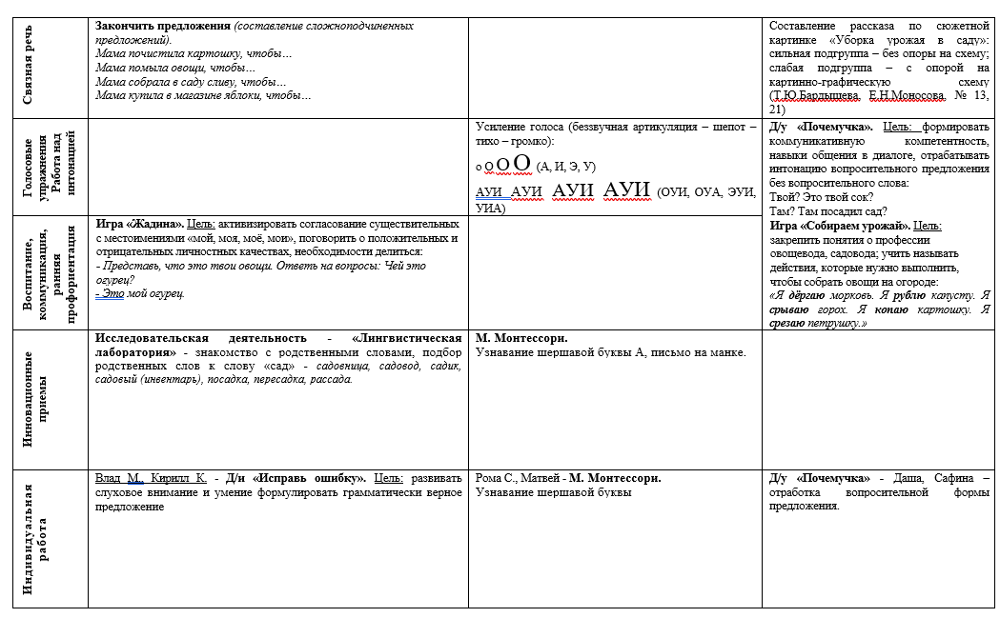 Связная речь
Закончить предложения (составление сложноподчиненных
предложений).
Мама почистила картошку, чтобы…
Мама помыла овощи, чтобы…
Мама собрала в саду сливу, чтобы…
Мама купила в магазине яблоки, чтобы…
Составление рассказа по сюжетной
картинке «Уборка урожая в саду»:
сильная подгруппа – без опоры на схему;
слабая подгруппа – с опорой на
картинно-графическую схему
(Т.Ю.Бардышева, Е.Н.Моносова, № 13,
21)
Голосовые
упражнения
Работа над
интонацией
Усиление голоса (беззвучная артикуляция – шепот –
тихо – громко):
о О О О (А, И, Э, У)
АУИ АУИ АУИ АУИ (ОУИ, ОУА, ЭУИ,
УИА)
Д/у «Почемучка». Цель: формировать
коммуникативную компетентность,
навыки общения в диалоге, отрабатывать
интонацию вопросительного предложения
без вопросительного слова:
Твой? Это твой сок?
Там? Там посадил сад?
Воспитание,
коммуникация,
ранняя
профориентация
Игра «Жадина». Цель: активизировать согласование существительных
с местоимениями «мой, моя, моё, мои», поговорить о положительных и
отрицательных личностных качествах, необходимости делиться:
- Представь, что это твои овощи. Ответь на вопросы: Чей это
огурец?
- Это мой огурец.
Игра «Собираем урожай». Цель:
закрепить понятия о профессии
овощевода, садовода; учить называть
действия, которые нужно выполнить,
чтобы собрать овощи на огороде:
«Я дёргаю морковь. Я рублю капусту. Я
срываю горох. Я копаю картошку. Я
срезаю петрушку.»
Инновационные
приемы
Исследовательская деятельность - «Лингвистическая
лаборатория» - знакомство с родственными словами, подбор
родственных слов к слову «сад» - садовница, садовод, садик,
садовый (инвентарь), посадка, пересадка, рассада.
М. Монтессори.
Узнавание шершавой буквы А, письмо на манке.
Индивидуальная
работа
Влад М., Кирилл К. - Д/и «Исправь ошибку». Цель: развивать
слуховое внимание и умение формулировать грамматически верное
предложение
Рома С., Матвей - М. Монтессори.
Узнавание шершавой буквы
Д/у «Почемучка» - Даша, Сафина –
отработка вопросительной формы
предложения.